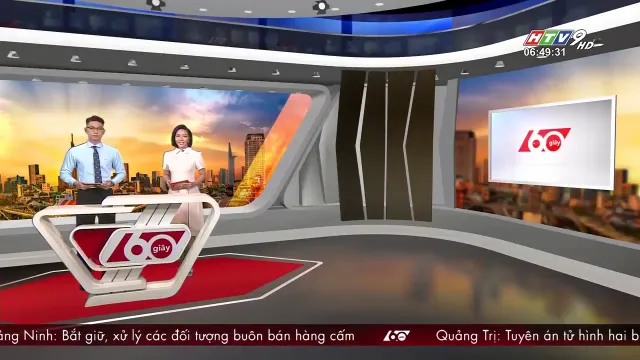 HTV9 HD
06:49:31
60 giây
60 giây
ảng Ninh: Bắt giữ, xử lý các đối tượng buôn bán hàng cấm 60 Quảng Trị: Tuyên án tử hình hai b